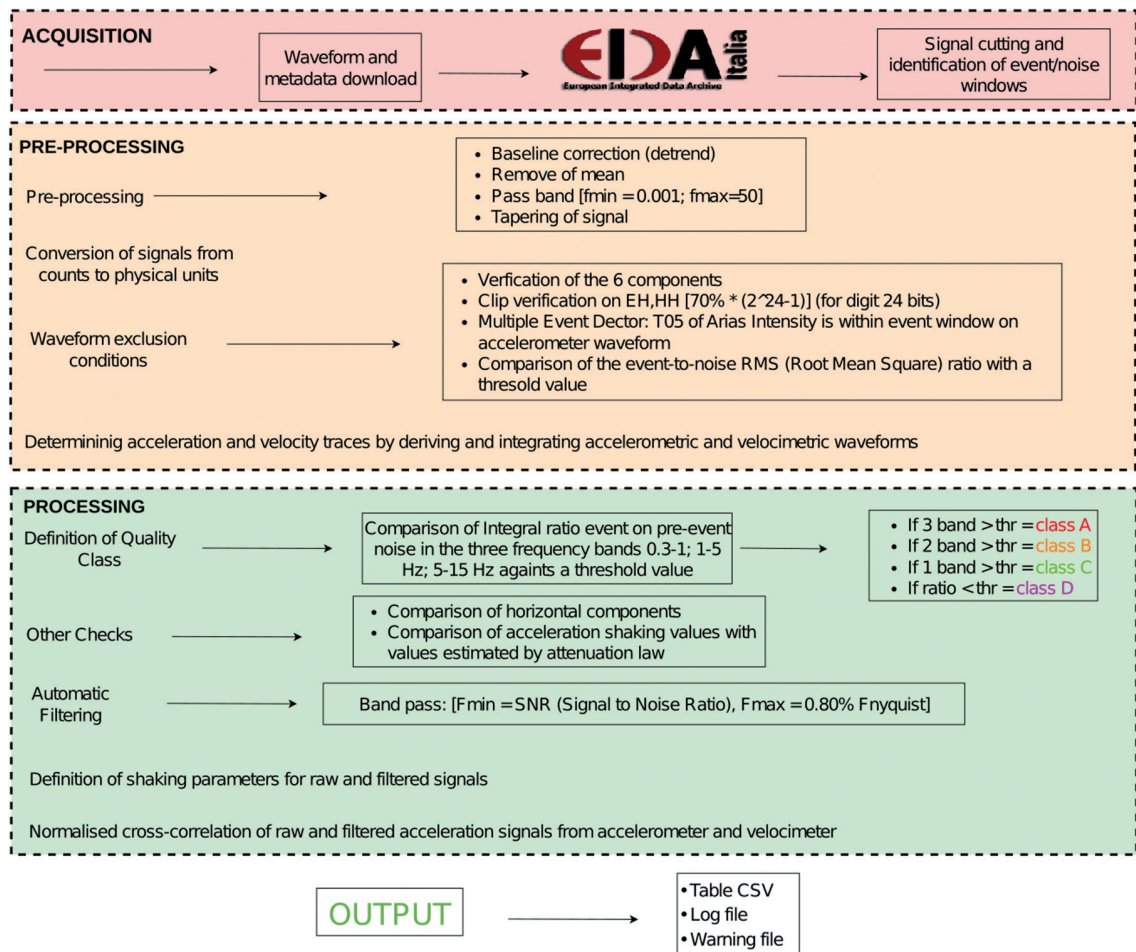 ACQUISITION
Waveform and
metadata download
EIDA
Italia
European Integrated Data Archive
Signal cutting and
identification of event/noise
windows
PRE-PROCESSING
Pre-processing
• Baseline correction (detrend)
• Remove of mean
• Pass band [fmin = 0.001; fmax=50]
• Tapering of signal
Conversion of signals from
counts to physical units
Waveform exclusion
conditions
• Verfication of the 6 components
• Clip verification on EH,HH [70% * (2^24-1)] (for digit 24 bits)
• Multiple Event Dector: T05 of Arias Intensity is within event window on
accelerometer waveform
• Comparison of the event-to-noise RMS (Root Mean Square) ratio with a
thresold value
Determininig acceleration and velocity traces by deriving and integrating accelerometric and velocimetric waveforms
PROCESSING
Definition of Quality
Class
Comparison of Integral ratio event on pre-event
noise in the three frequency bands 0.3-1; 1-5
Hz; 5-15 Hz againts a threshold value
• If 3 band > thr = class A
• If 2 band > thr = class B
• If 1 band > thr = class C
• If ratio < thr = class D
Other Checks
• Comparison of horizontal components
• Comparison of acceleration shaking values with
values estimated by attenuation law
Automatic
Filtering
Band pass: [Fmin = SNR (Signal to Noise Ratio), Fmax = 0.80% Fnyquist]
Definition of shaking parameters for raw and filtered signals
Normalised cross-correlation of raw and filtered acceleration signals from accelerometer and velocimeter
OUTPUT
• Table CSV
• Log file
• Warning file